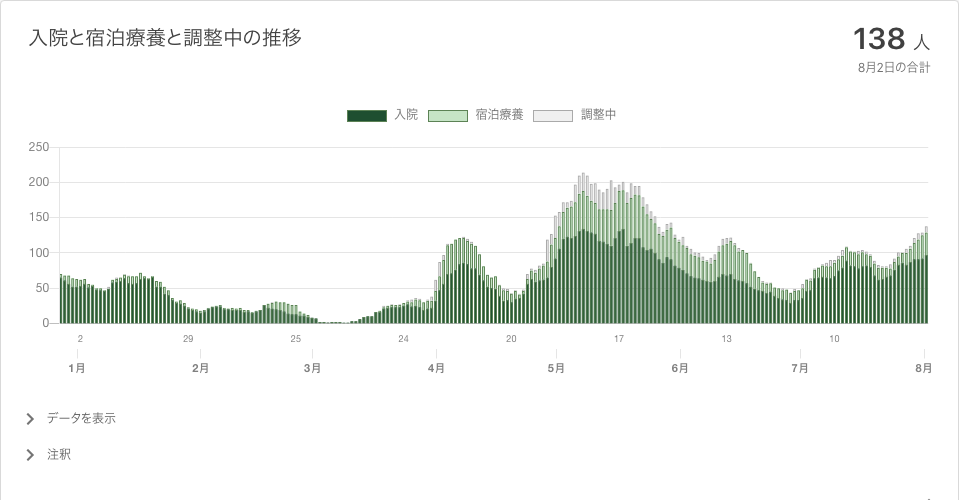 入院と宿泊療養と調整中の推移
138 人
8月2日の合計
入院 宿泊療養 調整中
250
200
150
100
50
0
2 29 25 24 20 17 13 10
1月 2月 3月 4月 5月 6月 7月 8月
データを表示
注釈